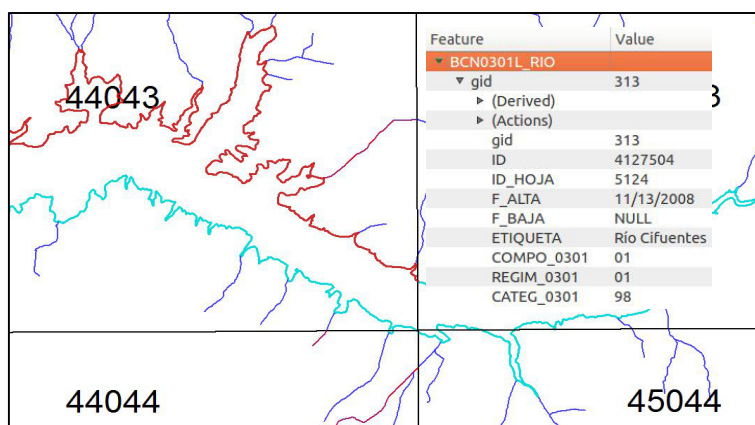 Feature Value
BCN0301L_RIO
gid 313
(Derived)
(Actions)
gid 313
ID 4127504
ID_HOJA 5124
F_ALTA 11/13/2008
F_BAJA NULL
ETIQUETA Río Cifuentes
COMPO_0301 01
REGIM_0301 01
CATEG_0301 98
44043
3
44044
45044